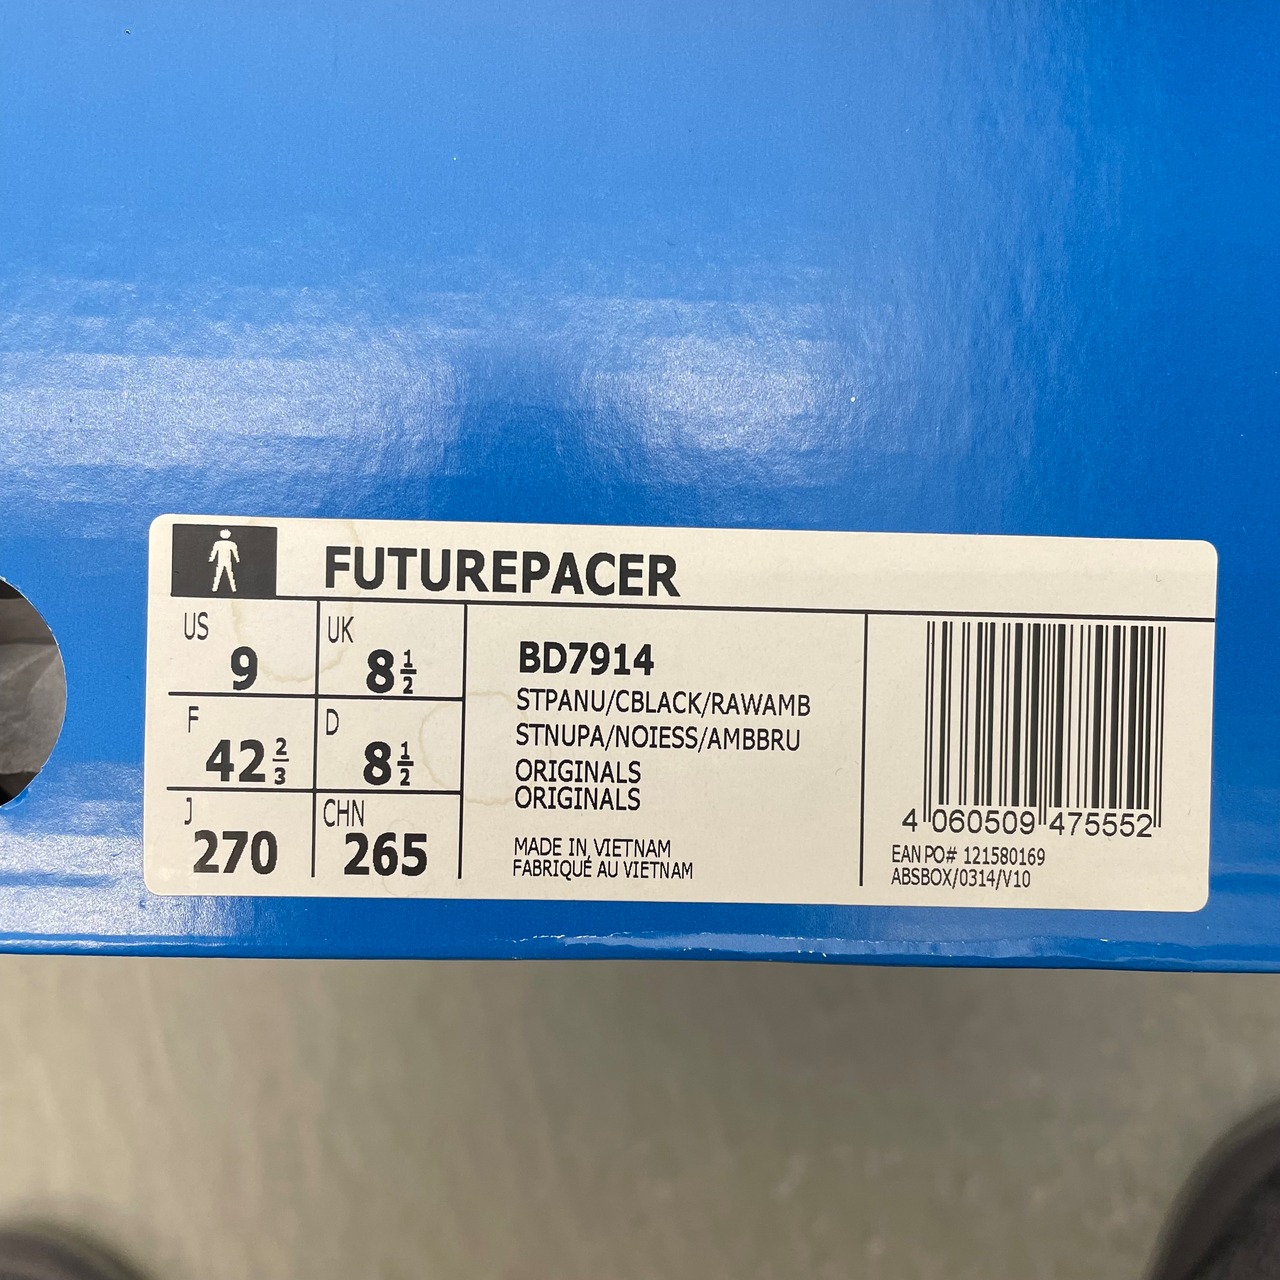 FUTUREPACER
US
9
UK
8 1/2
F
42 2/3
D
8 1/2
J
270
CHN
265
BD7914
STPANU/CBLACK/RAWAMB
STNUPA/NOIESS/AMBBRU
ORIGINALS
ORIGINALS
MADE IN VIETNAM
FABRIQUÉ AU VIETNAM
4 060509 475552
EAN PO# 121580169
ABSBOX/0314/V10